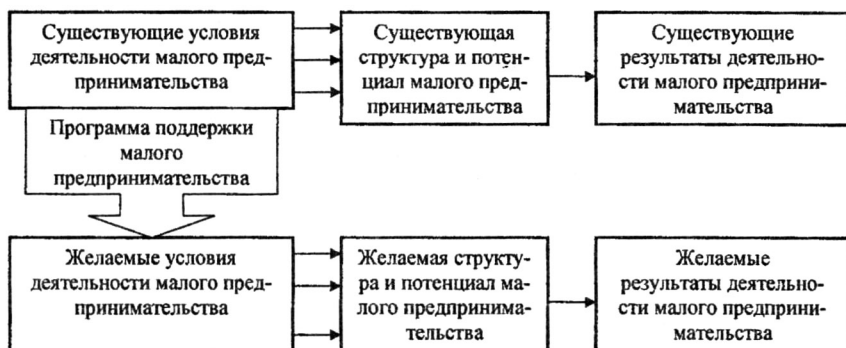 Существующие условия
деятельности малого пред-
принимательства
Существующая
структура и потен-
циал малого пред-
принимательства
Существующие
результаты деятельно-
сти малого предприни-
мательства
Программа поддержки
малого
предпринимательства
Желаемые условия
деятельности малого пред-
принимательства
Желаемая структу-
ра и потенциал ма-
лого предпринима-
тельства
Желаемые
результаты деятельно-
сти малого предприни-
мательства